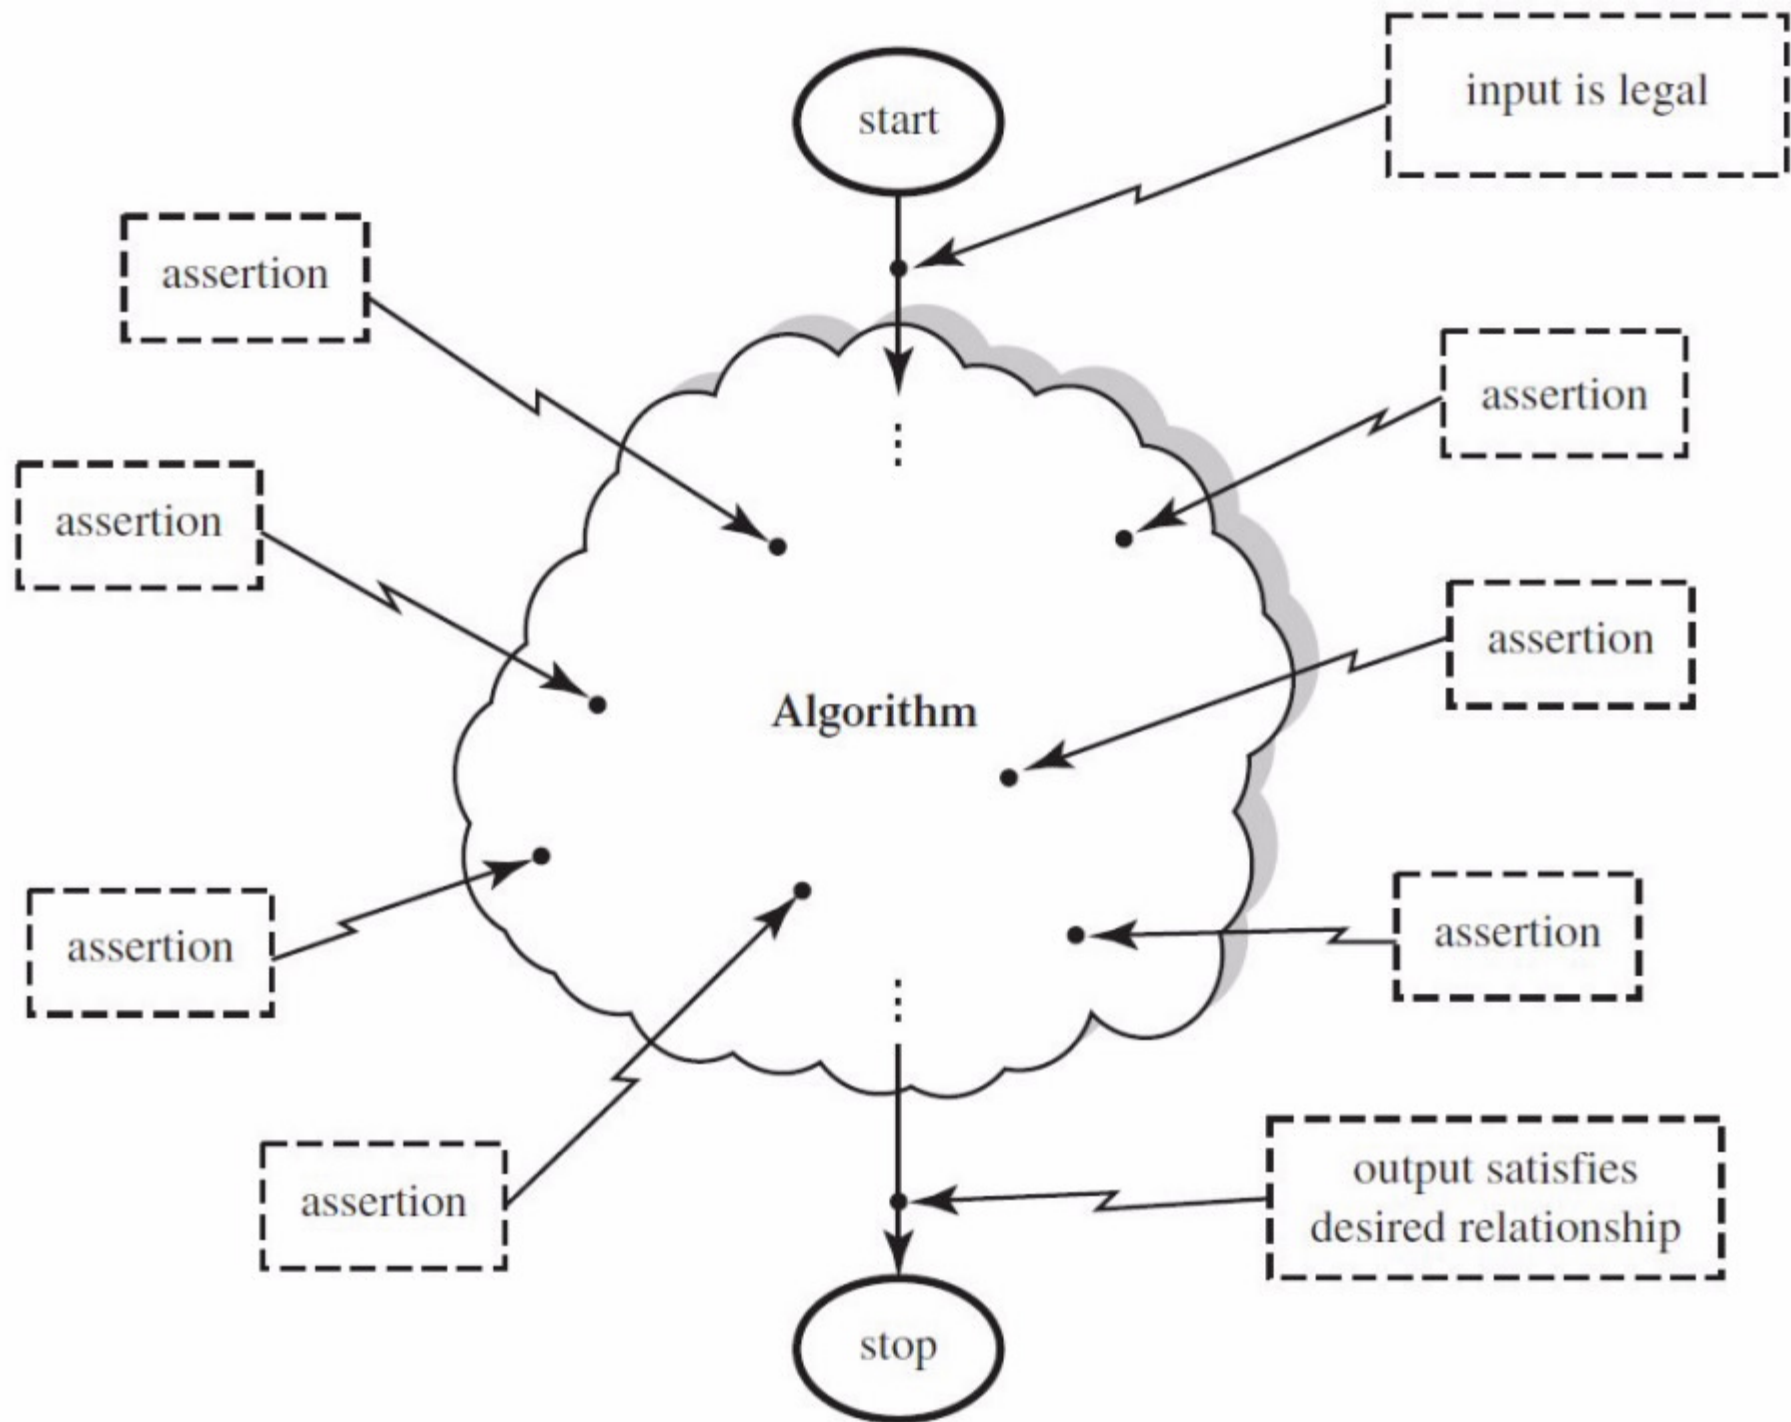 start
input is legal
assertion
assertion
assertion
assertion
Algorithm
assertion
assertion
assertion
output satisfies
desired relationship
stop